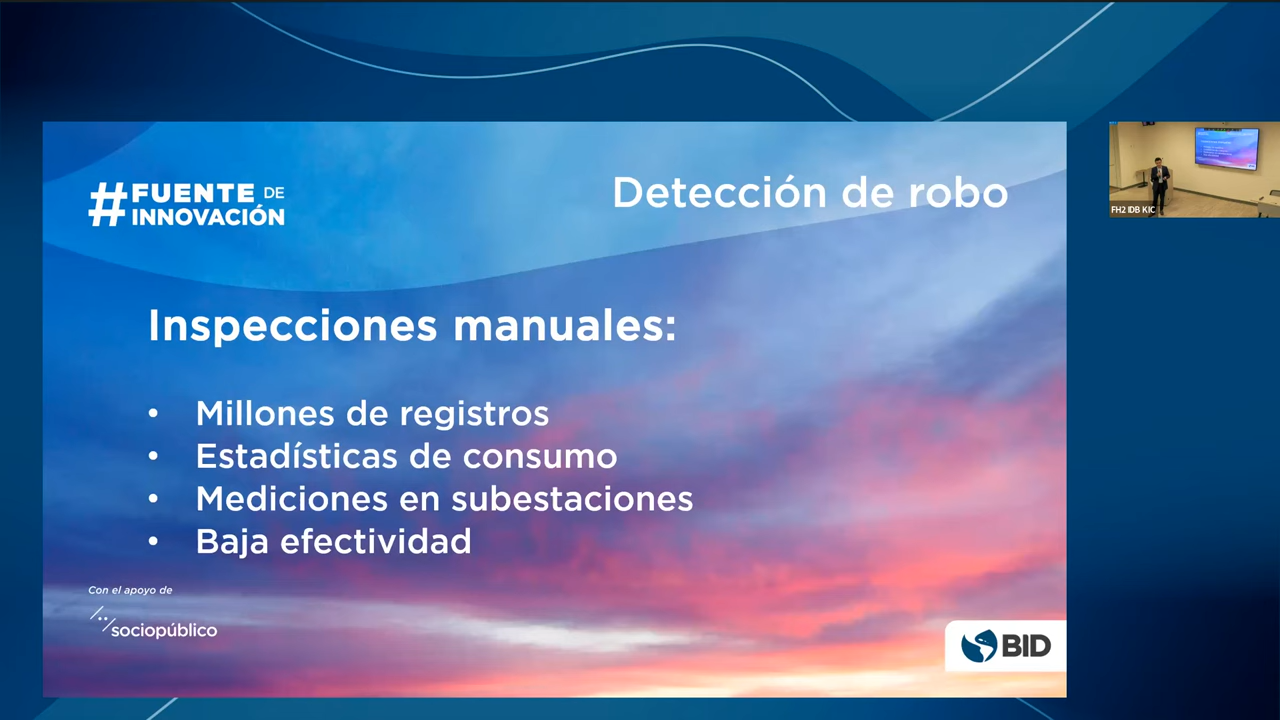 #FUENTE DE
INNOVACIÓN
Detección de robo
Inspecciones manuales:
• Millones de registros
• Estadísticas de consumo
• Mediciones en subestaciones
• Baja efectividad
Con el apoyo de
sociopúblico
BID
FH2 IDB KIC